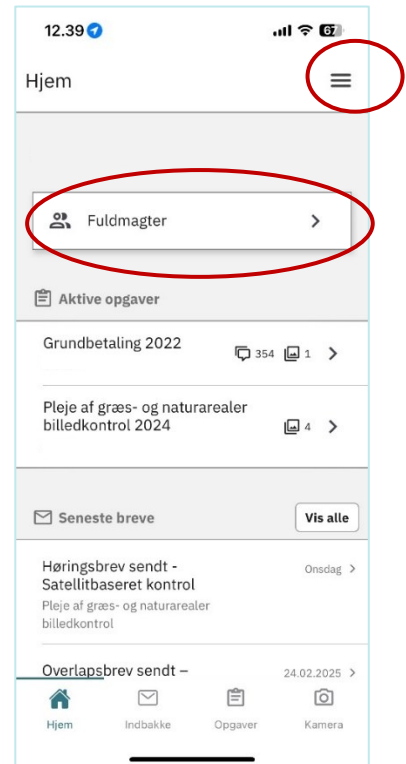 12.39
67
Hjem
Fuldmagter
Aktive opgaver
Grundbetaling 2022
354
1
Pleje af græs- og naturarealer
billedkontrol 2024
4
Seneste breve
Vis alle
Høringsbrev sendt -
Satellitbaseret kontrol
Onsdag
Pleje af græs- og naturarealer
billedkontrol
Overlapsbrev sendt –
24.02.2025
Hjem
Indbakke
Opgaver
Kamera